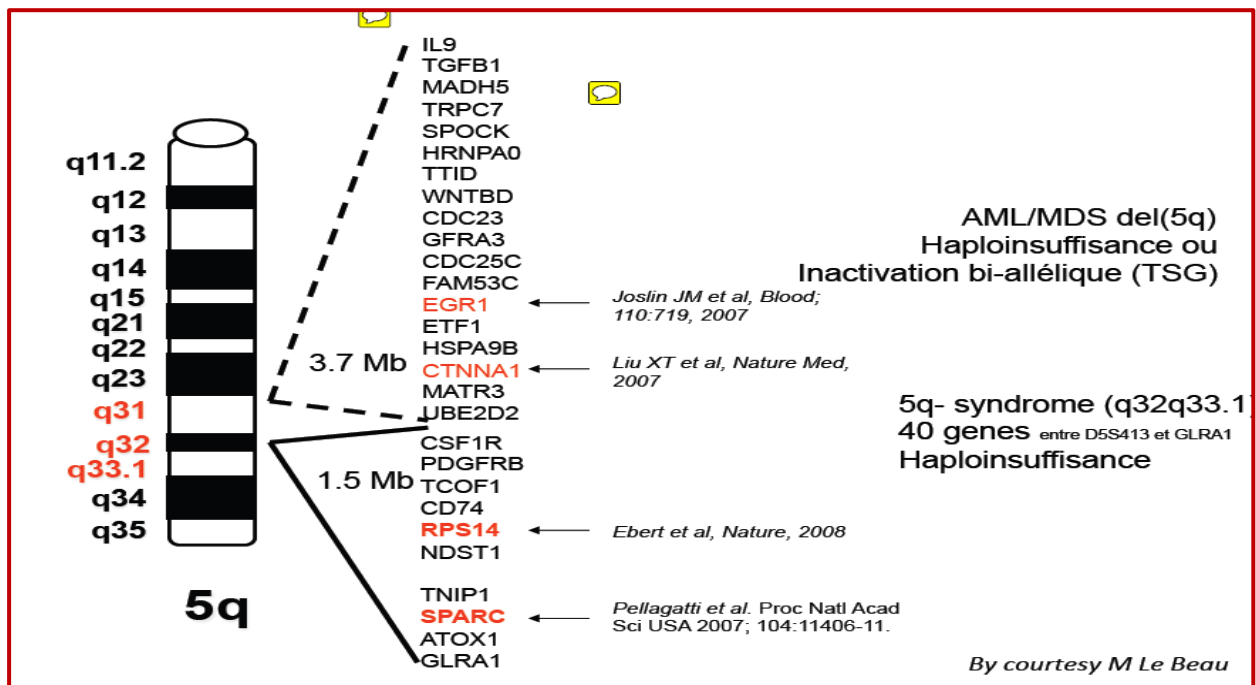 q11.2
q12
q13
q14
q15
q21
q22
q23
q31
q32
q33.1
q34
q35
5q
3.7 Mb
1.5 Mb
IL9
TGFB1
MADH5
TRPC7
SPOCK
HRNPA0
TTID
WNTBD
CDC23
GFRA3
CDC25C
FAM53C
EGR1
ETF1
HSPA9B
CTNNA1
MATR3
UBE2D2
CSF1R
PDGFRB
TCOF1
CD74
RPS14
NDST1
TNIP1
SPARC
ATOX1
GLRA1
AML/MDS del(5q)
Haploinsuffisance ou
Inactivation bi-allélique (TSG)
Joslin JM et al, Blood;
110:719, 2007
Liu XT et al, Nature Med,
2007
5q- syndrome (q32q33.1)
40 genes entre D5S413 et GLRA1
Haploinsuffisance
Ebert et al, Nature, 2008
Pellagatti et al. Proc Natl Acad
Sci USA 2007; 104:11406-11.
By courtesy M Le Beau